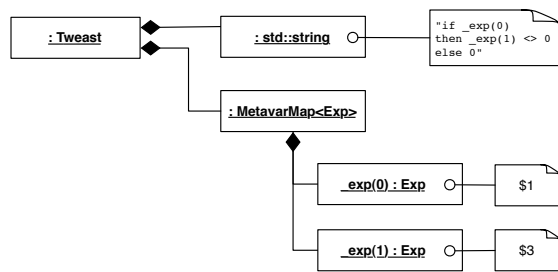 : Tweast
: std::string
"if _exp(0)
then _exp(1) <> 0
else 0"
: MetavarMap<Exp>
_exp(0) : Exp
$1
_exp(1) : Exp
$3